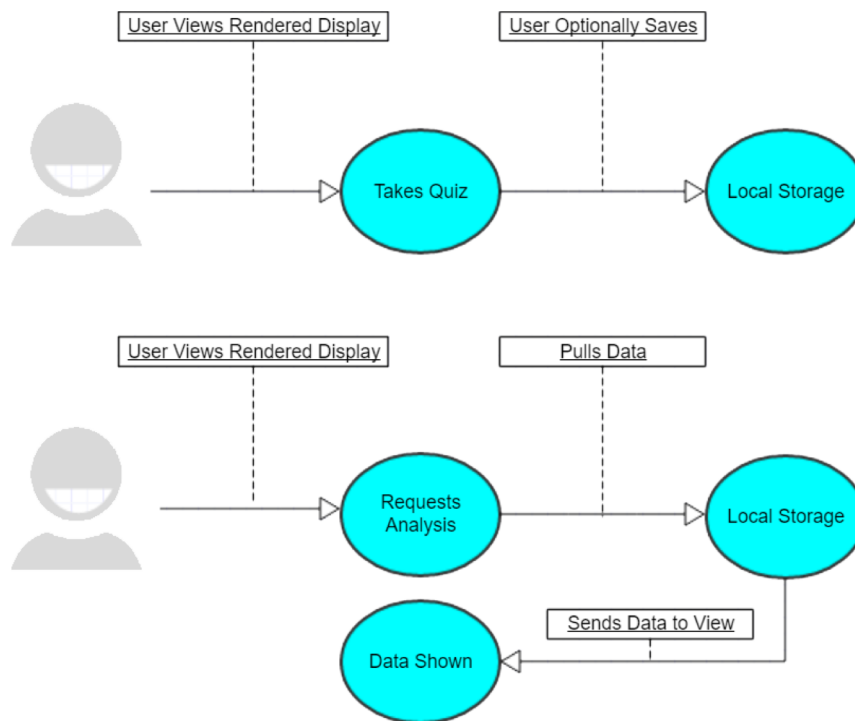 User Views Rendered Display
User Optionally Saves
Takes Quiz
Local Storage
User Views Rendered Display
Pulls Data
Requests
Analysis
Local Storage
Sends Data to View
Data Shown